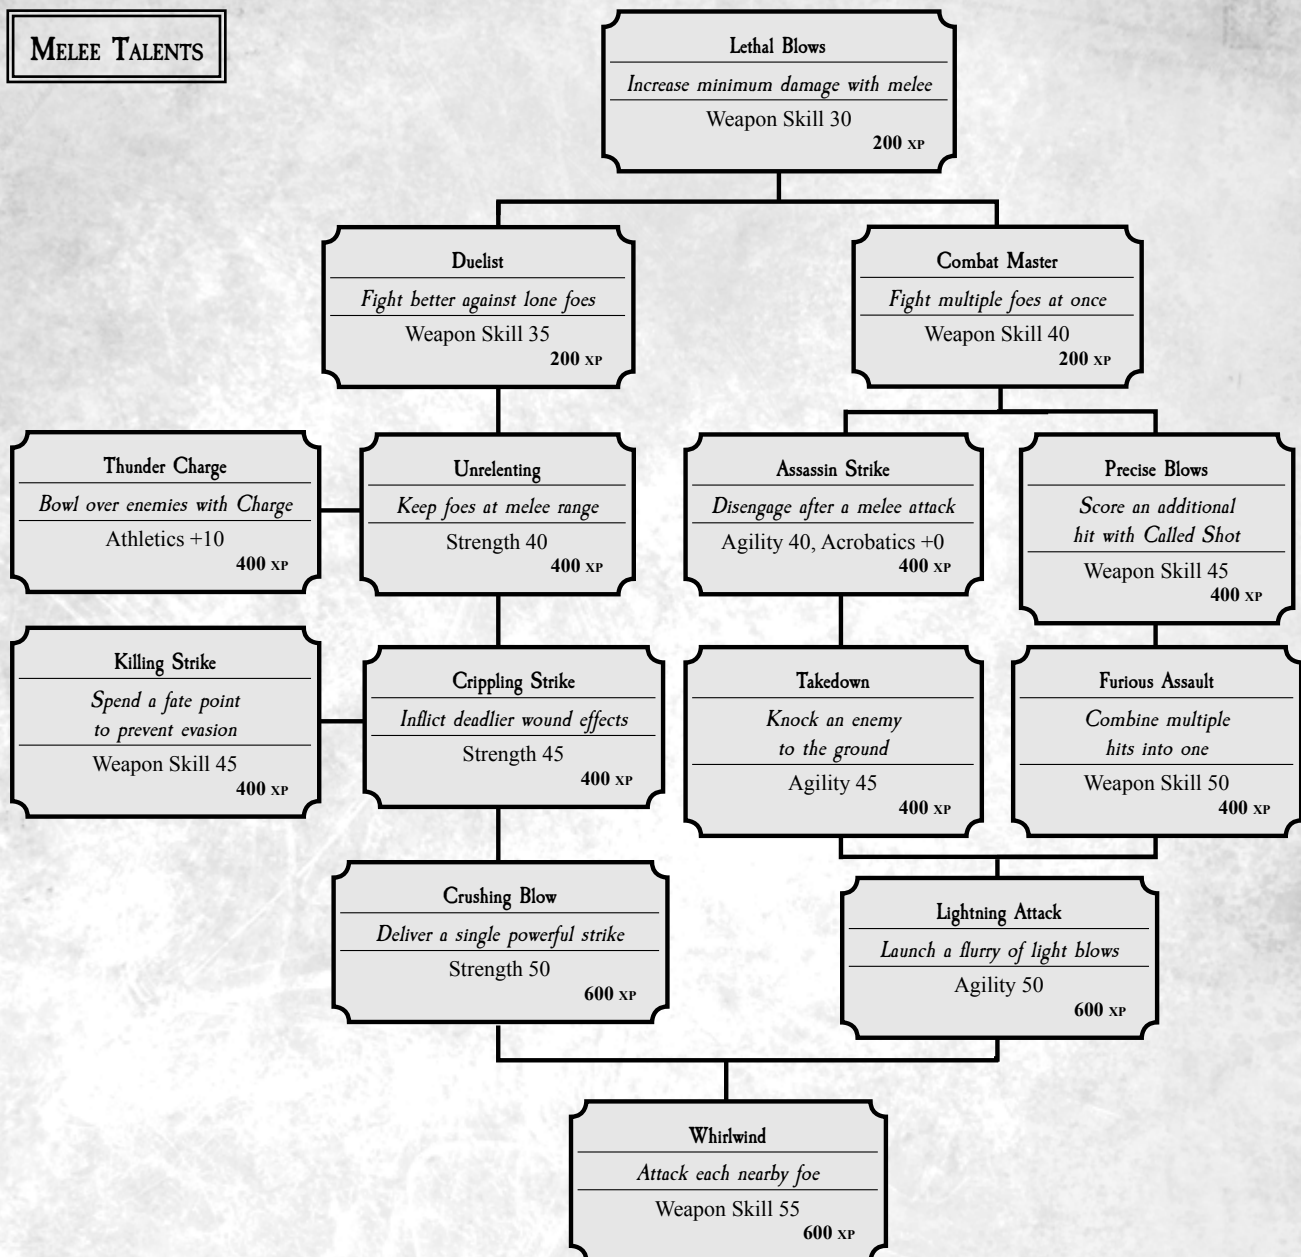 MELEE TALENTS
Lethal Blows
Increase minimum damage with melee
Weapon Skill 30
200 XP
Duelist
Fight better against lone foes
Weapon Skill 35
200 XP
Combat Master
Fight multiple foes at once
Weapon Skill 40
200 XP
Thunder Charge
Bowl over enemies with Charge
Athletics +10
400 XP
Unrelenting
Keep foes at melee range
Strength 40
400 XP
Assassin Strike
Disengage after a melee attack
Agility 40, Acrobatics +0
400 XP
Precise Blows
Score an additional
hit with Called Shot
Weapon Skill 45
400 XP
Killing Strike
Spend a fate point
to prevent evasion
Weapon Skill 45
400 XP
Crippling Strike
Inflict deadlier wound effects
Strength 45
400 XP
Takedown
Knock an enemy
to the ground
Agility 45
400 XP
Furious Assault
Combine multiple
hits into one
Weapon Skill 50
400 XP
Crushing Blow
Deliver a single powerful strike
Strength 50
600 XP
Lightning Attack
Launch a flurry of light blows
Agility 50
600 XP
Whirlwind
Attack each nearby foe
Weapon Skill 55
600 XP